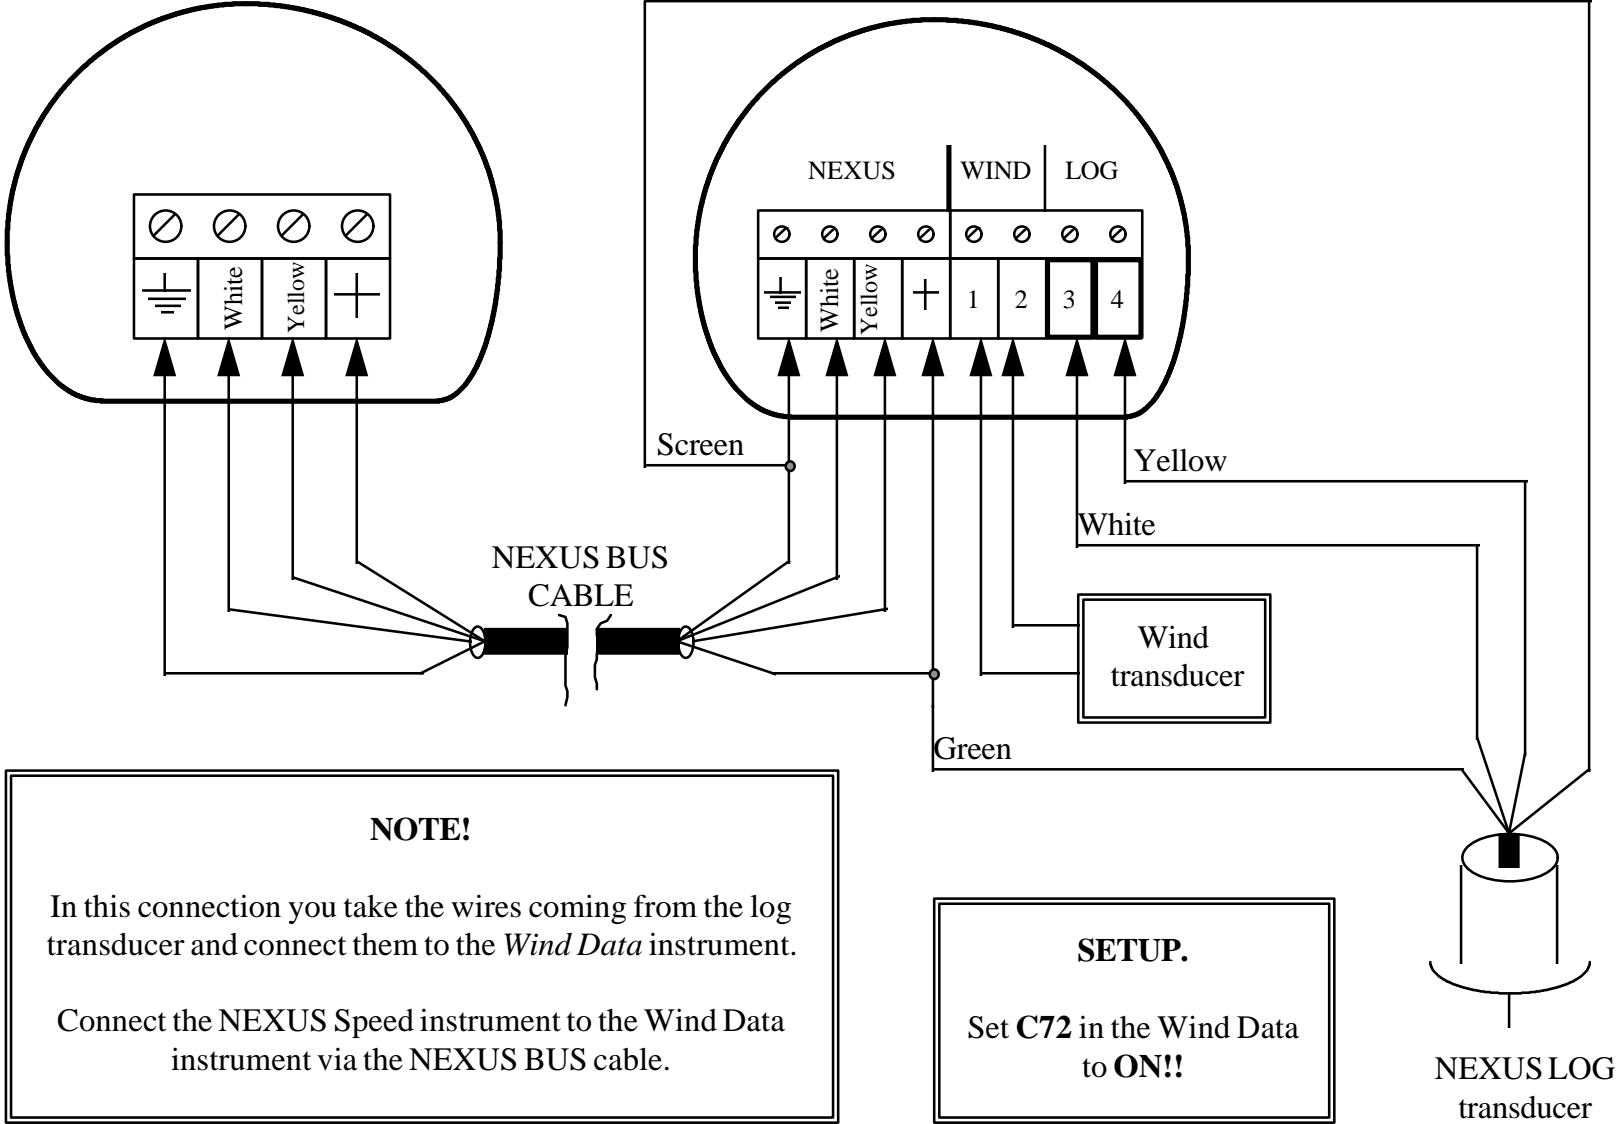 NEXUS WIND LOG
White Yellow
White Yellow 1 2 3 4
Screen
Yellow
White
NEXUS BUS
CABLE
Wind
transducer
Green
NOTE!
In this connection you take the wires coming from the log
transducer and connect them to the Wind Data instrument.
Connect the NEXUS Speed instrument to the Wind Data
instrument via the NEXUS BUS cable.
SETUP.
Set C72 in the Wind Data
to ON!!
NEXUS LOG
transducer